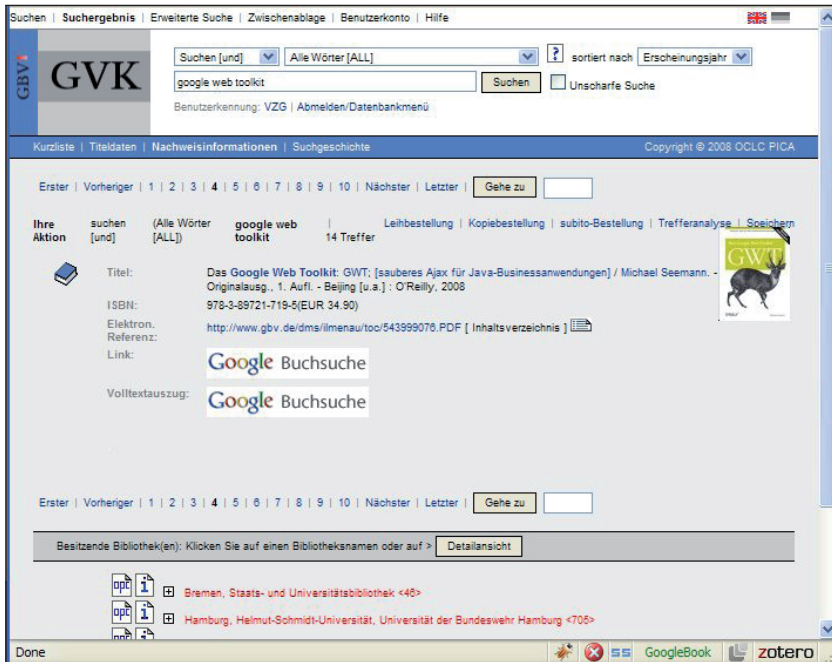 Suchen | Suchergebnis | Erweiterte Suche | Zwischenablage | Benutzerkonto | Hilfe
GBV
GVK
Suchen [und] Alle Wörter [ALL] ? sortiert nach Erscheinungsjahr
google web toolkit Suchen Unscharfe Suche
Benutzerkennung: VZG | Abmelden/Datenbankmenü
Kurzliste | Titeldaten | Nachweisinformationen | Suchgeschichte Copyright © 2008 OCLC PICA
Erster | Vorheriger | 1 | 2 | 3 | 4 | 5 | 6 | 7 | 8 | 9 | 10 | Nächster | Letzter | Gehe zu
Ihre suchen (Alle Wörter google web | Leihbestellung | Kopiebestellung | subito-Bestellung | Trefferanalyse | Speichern
Aktion [und] [ALL]) toolkit 14 Treffer
GWT
Titel: Das Google Web Toolkit: GWT; [sauberes Ajax für Java-Businessanwendungen] / Michael Seemann. -
Originalausg., 1. Aufl. - Beijing [u.a.] : O'Reilly, 2008
ISBN: 978-3-89721-719-5(EUR 34.90)
Elektron. http://www.gbv.de/dms/ilmenau/toc/543999076.PDF [ Inhaltsverzeichnis ]
Referenz:
Link: Google Buchsuche
Volltextauszug: Google Buchsuche
Erster | Vorheriger | 1 | 2 | 3 | 4 | 5 | 6 | 7 | 8 | 9 | 10 | Nächster | Letzter | Gehe zu
Besitzende Bibliothek(en): Klicken Sie auf einen Bibliotheksnamen oder auf > Detailansicht
opc i Bremen, Staats- und Universitätsbibliothek <46>
opc i Hamburg, Helmut-Schmidt-Universität, Universität der Bundeswehr Hamburg <705>
Done SS GoogleBook zotero